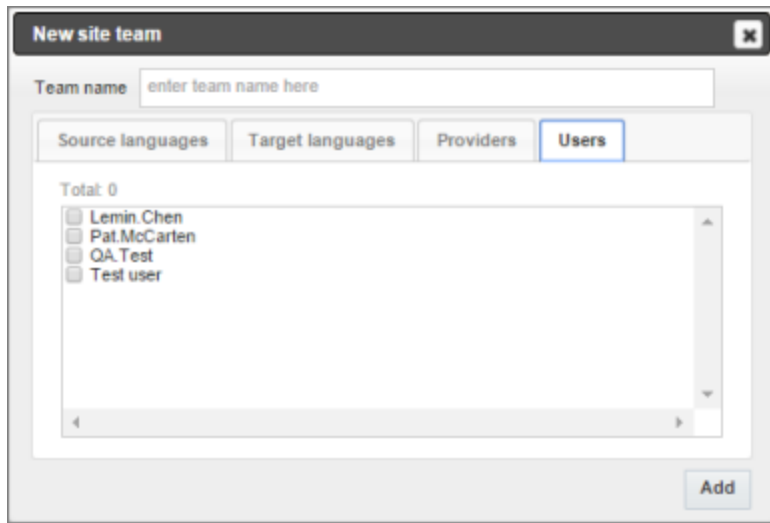 New site team
Team name enter team name here
Source languages Target languages Providers Users
Total: 0
Lemin.Chen
Pat.McCarten
QA.Test
Test user
Add